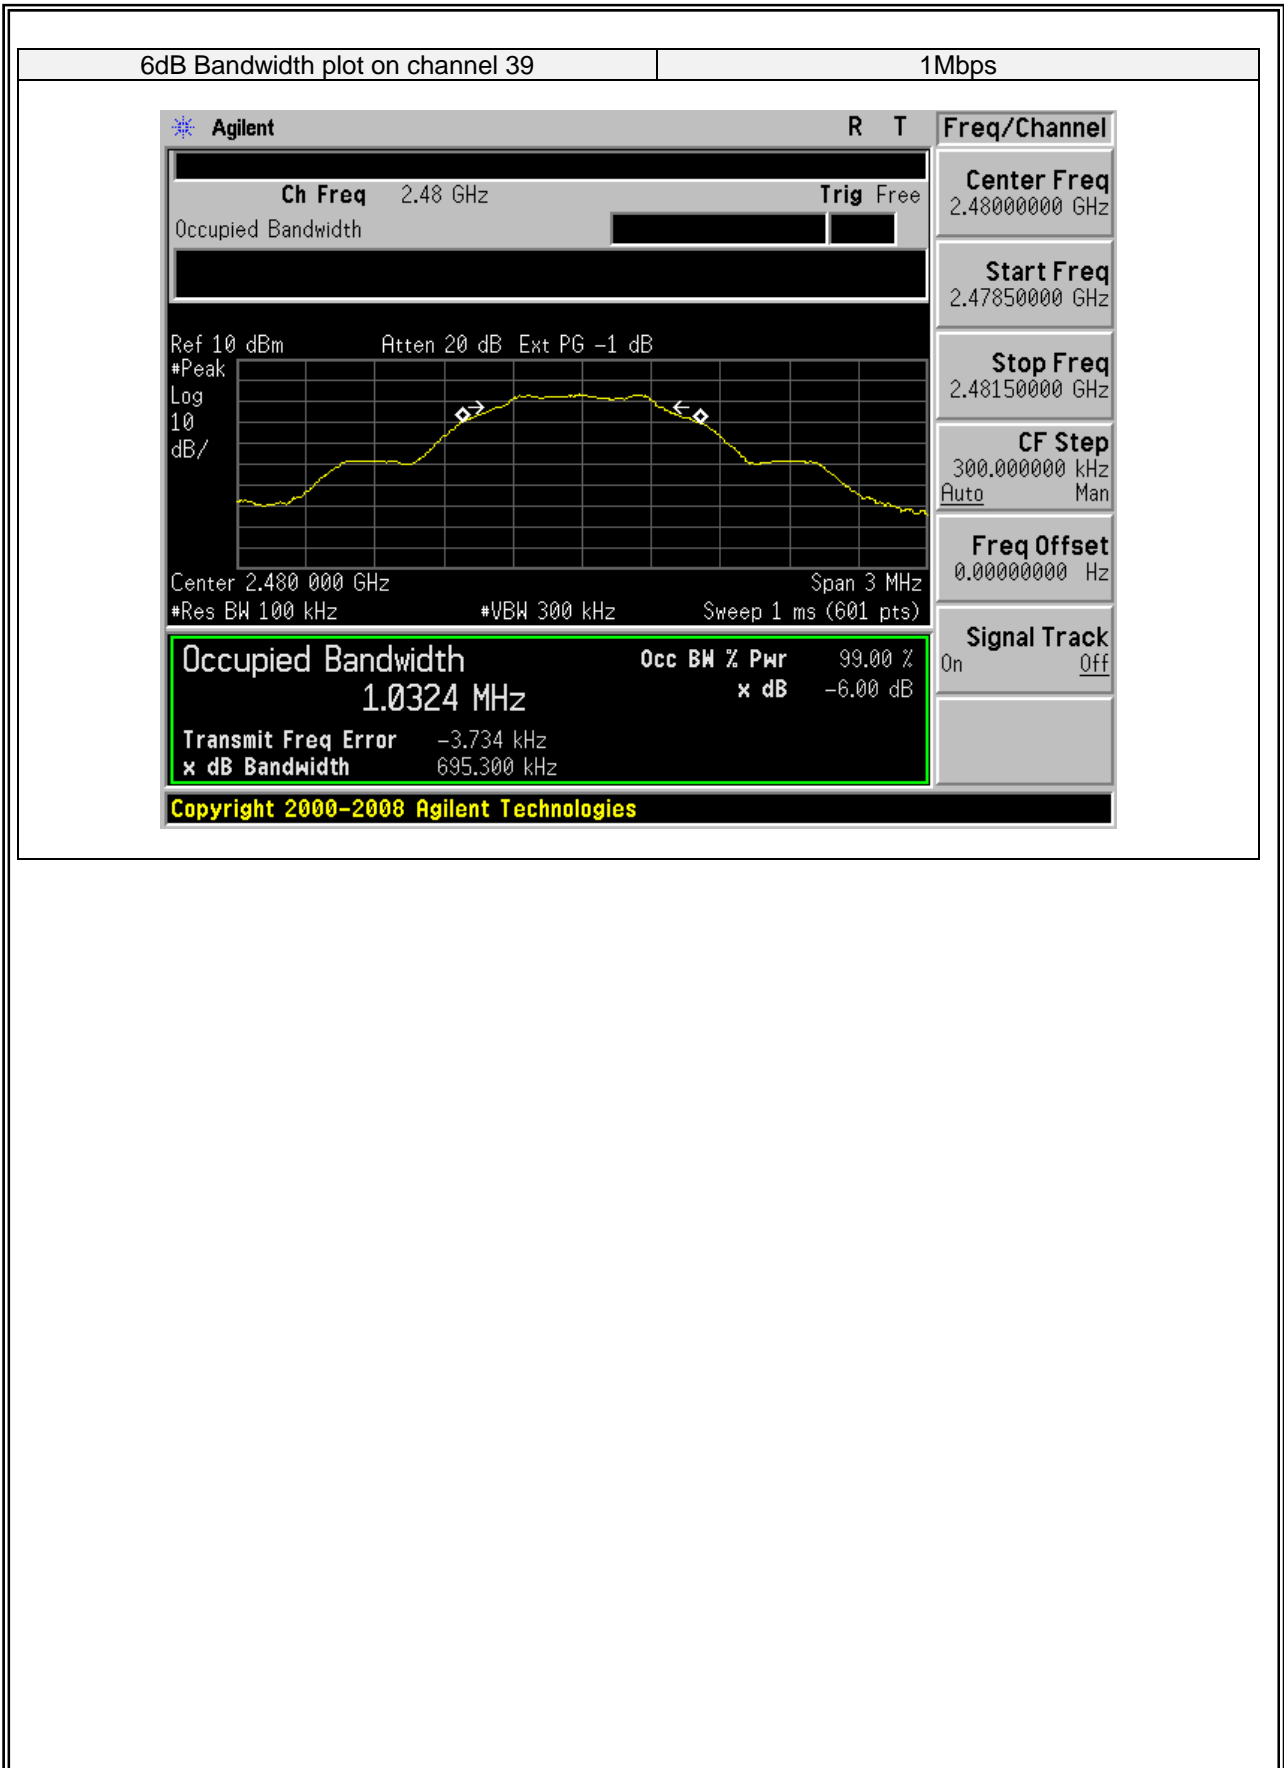 6dB Bandwidth plot on channel 39 1Mbps
Agilent R T Freq/Channel
Ch Freq 2.48 GHz Trig Free
Occupied Bandwidth
Center Freq
2.48000000 GHz
Start Freq
2.47850000 GHz
Stop Freq
2.48150000 GHz
CF Step
300.000000 kHz
Auto Man
Freq Offset
0.00000000 Hz
Signal Track
On Off
Ref 10 dBm Atten 20 dB Ext PG -1 dB
#Peak
Log
10
dB/
Center 2.480 000 GHz Span 3 MHz
#Res BW 100 kHz #VBW 300 kHz Sweep 1 ms (601 pts)
Occupied Bandwidth Occ BW % Pwr 99.00 %
1.0324 MHz x dB -6.00 dB
Transmit Freq Error -3.734 kHz
x dB Bandwidth 695.300 kHz
Copyright 2000-2008 Agilent Technologies